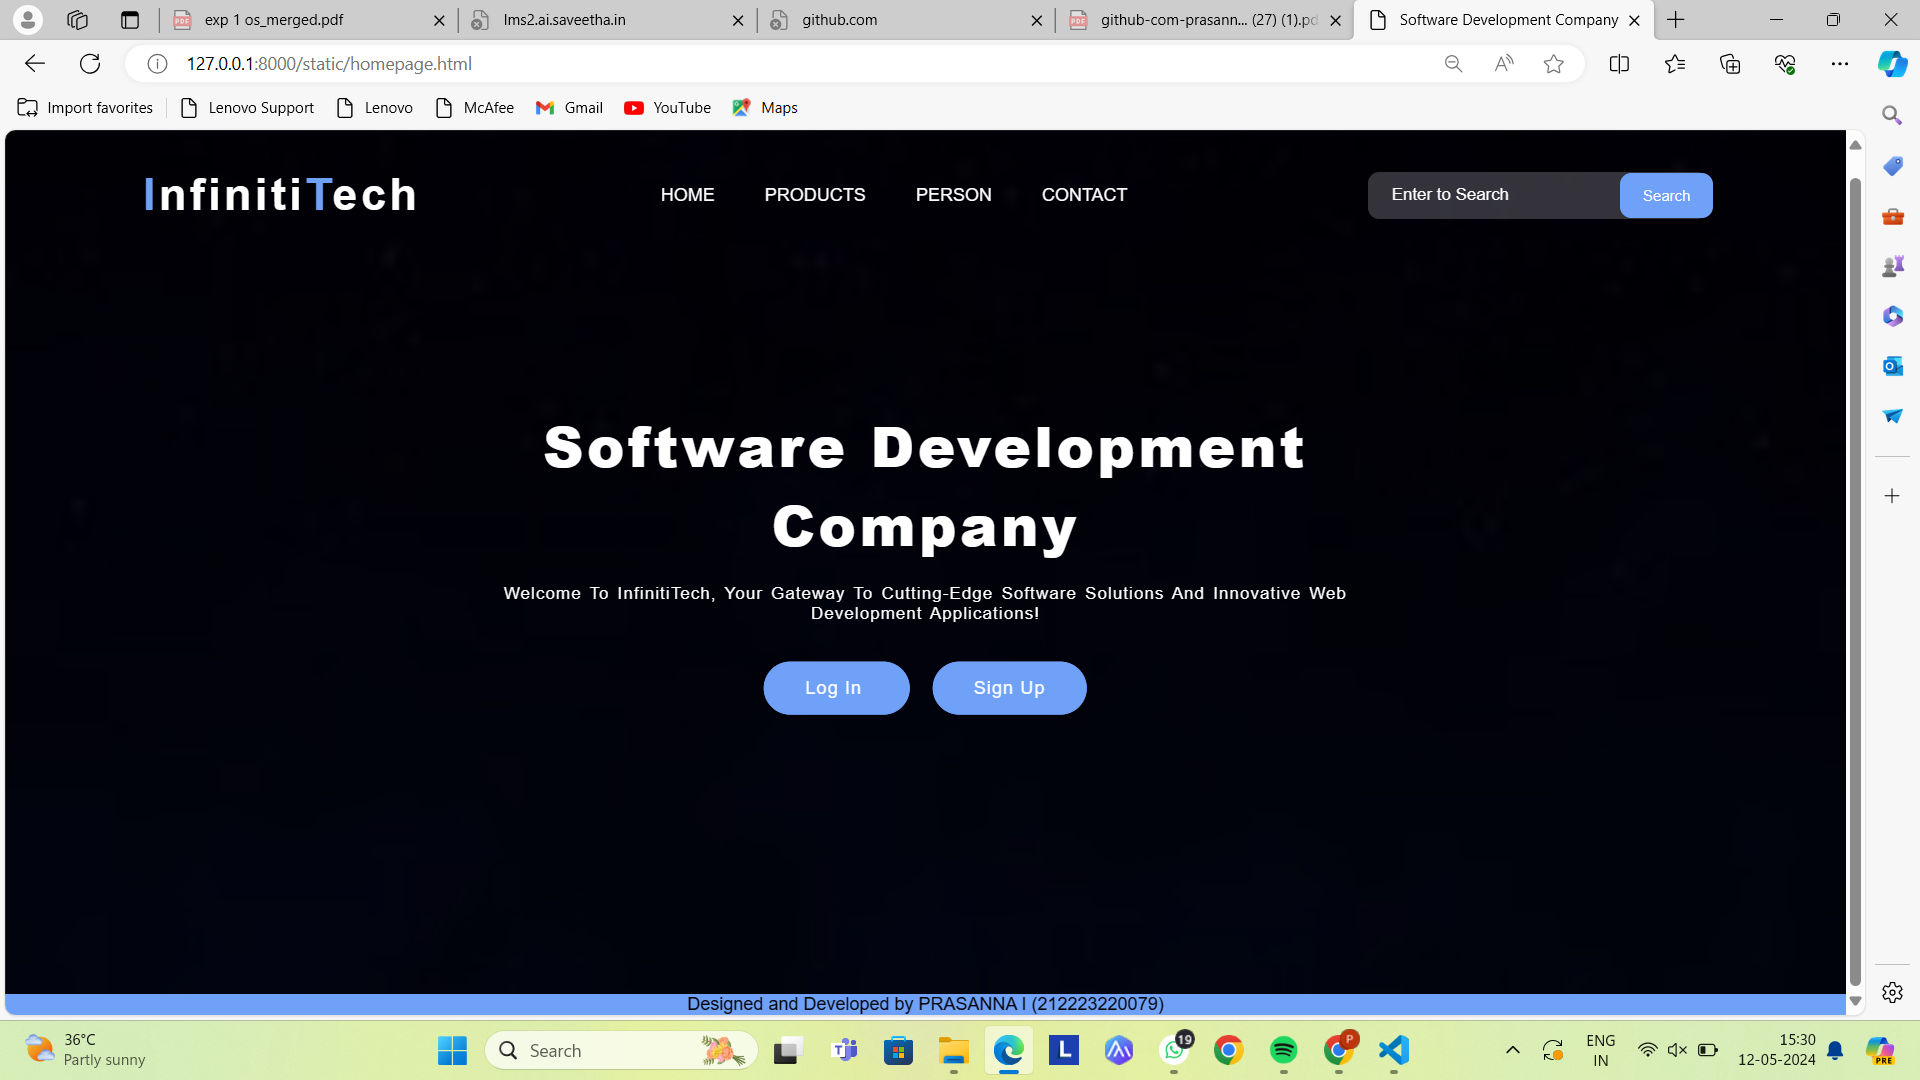 exp 1 os_merged.pdf
lms2.ai.saveetha.in
github.com
github-com-prasann... (27) (1).pd
Software Development Company
127.0.0.1:8000/static/homepage.html
Import favorites
Lenovo Support
Lenovo
McAfee
Gmail
YouTube
Maps
InfinitiTech
HOME
PRODUCTS
PERSON
CONTACT
Enter to Search
Search
Software Development
Company
Welcome To InfinitiTech, Your Gateway To Cutting-Edge Software Solutions And Innovative Web
Development Applications!
Log In
Sign Up
Designed and Developed by PRASANNA I (212223220079)
36°C
Partly sunny
Search
L
19
P
ENG
IN
15:30
12-05-2024
PRE